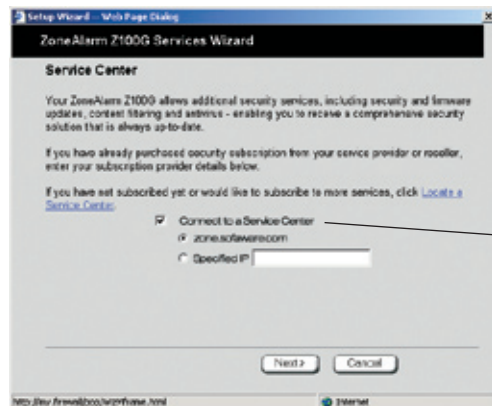 Setup Wizard -- Web Page Dialog
ZoneAlarm Z100G Services Wizard
Service Center
Your ZoneAlarm Z100G allows additional security services, including security and firmware
updates, content filtering and antivirus - enabling you to receive a comprehensive security
solution that is always up-to-date.
If you have already purchased security subscription from your service provider or reseller,
enter your subscription provider details below.
If you have not subscribed yet or would like to subscribe to more services, click Locate a
Service Center.
Connect to a Service Center
zone.sofaware.com
Specified IP
Next > Cancel
Internet